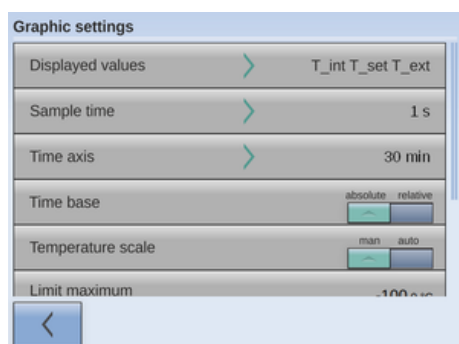 Graphic settings
Displayed values T_int T_set T_ext
Sample time 1 s
Time axis 30 min
Time base absolute relative
Temperature scale man auto
Limit maximum